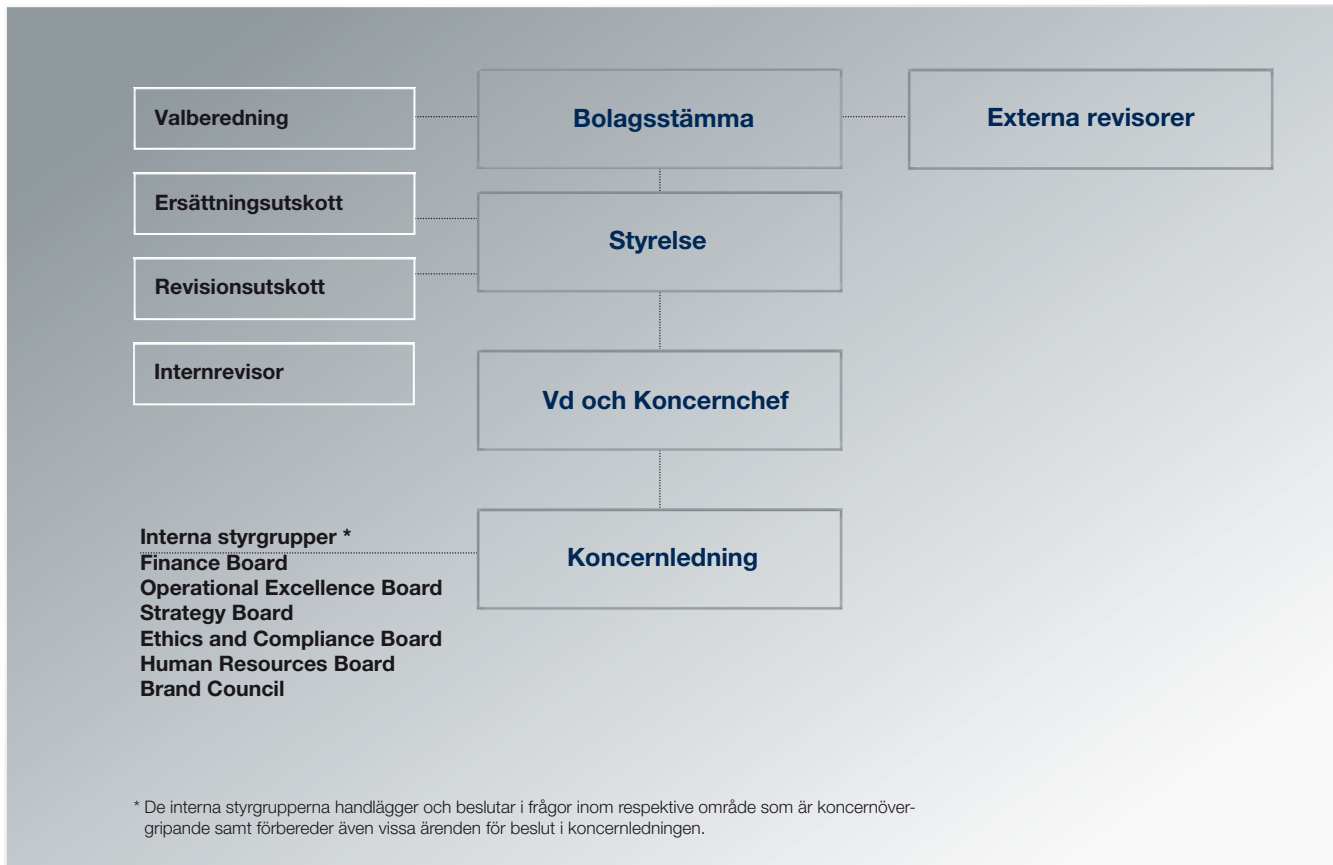 Valberedning
Bolagsstämma
Externa revisorer
Ersättningsutskott
Styrelse
Revisionsutskott
Internrevisor
Vd och Koncernchef
Koncernledning
Interna styrgrupper *
Finance Board
Operational Excellence Board
Strategy Board
Ethics and Compliance Board
Human Resources Board
Brand Council
* De interna styrgrupperna handlägger och beslutar i frågor inom respektive område som är koncernöver-
gripande samt förbereder även vissa ärenden för beslut i koncernledningen.